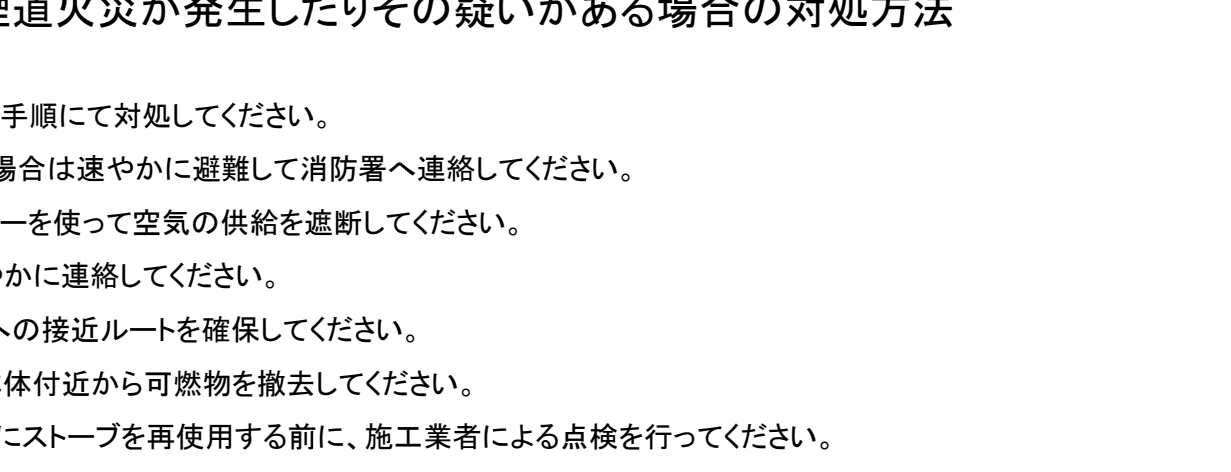 煙道火災が発生したりその疑いがある場合の対処方法
手順にて対処してください。
場合は速やかに避難して消防署へ連絡してください。
ーを使って空気の供給を遮断してください。
やかに連絡してください。
への接近ルートを確保してください。
体付近から可燃物を撤去してください。
にストーブを再使用する前に、施工業者による点検を行ってください。